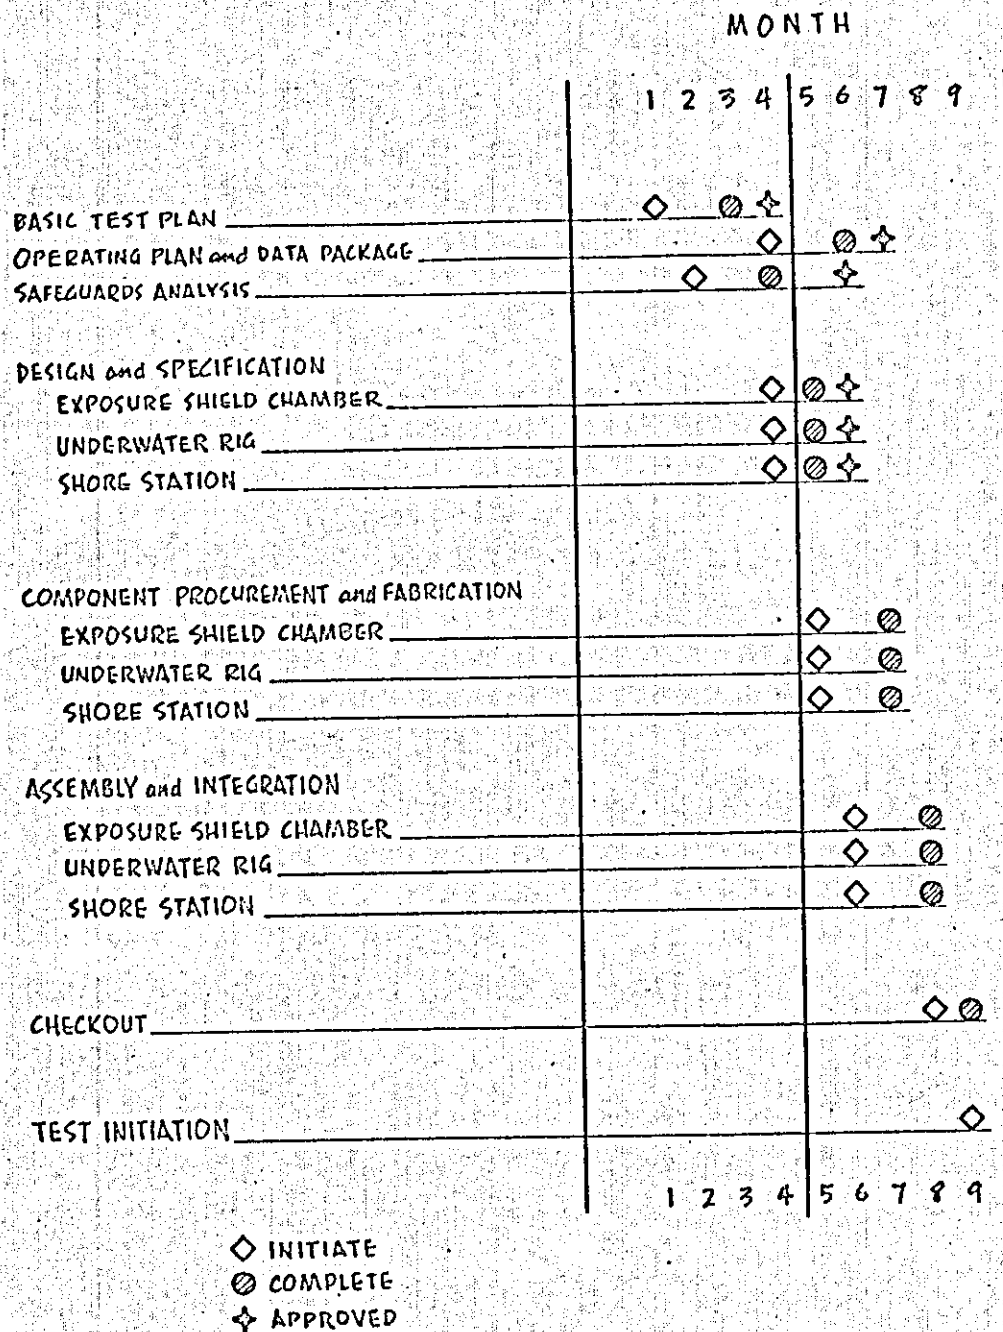 MONTH
1 2 3 4 5 6 7 8 9
BASIC TEST PLAN
OPERATING PLAN and DATA PACKAGE
SAFEGUARDS ANALYSIS
DESIGN and SPECIFICATION
EXPOSURE SHIELD CHAMBER
UNDERWATER RIG
SHORE STATION
COMPONENT PROCUREMENT and FABRICATION
EXPOSURE SHIELD CHAMBER
UNDERWATER RIG
SHORE STATION
ASSEMBLY and INTEGRATION
EXPOSURE SHIELD CHAMBER
UNDERWATER RIG
SHORE STATION
CHECKOUT
TEST INITIATION
1 2 3 4 5 6 7 8 9
INITIATE
COMPLETE
APPROVED